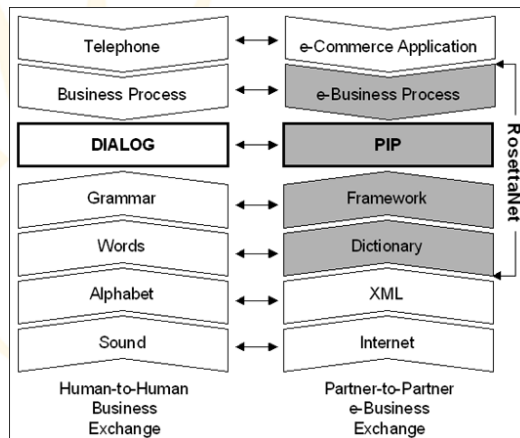 Telephone
e-Commerce Application
Business Process
e-Business Process
DIALOG
PIP
Grammar
Framework
Words
Dictionary
Alphabet
XML
Sound
Internet
RosettaNet
Human-to-Human
Business
Exchange
Partner-to-Partner
e-Business
Exchange